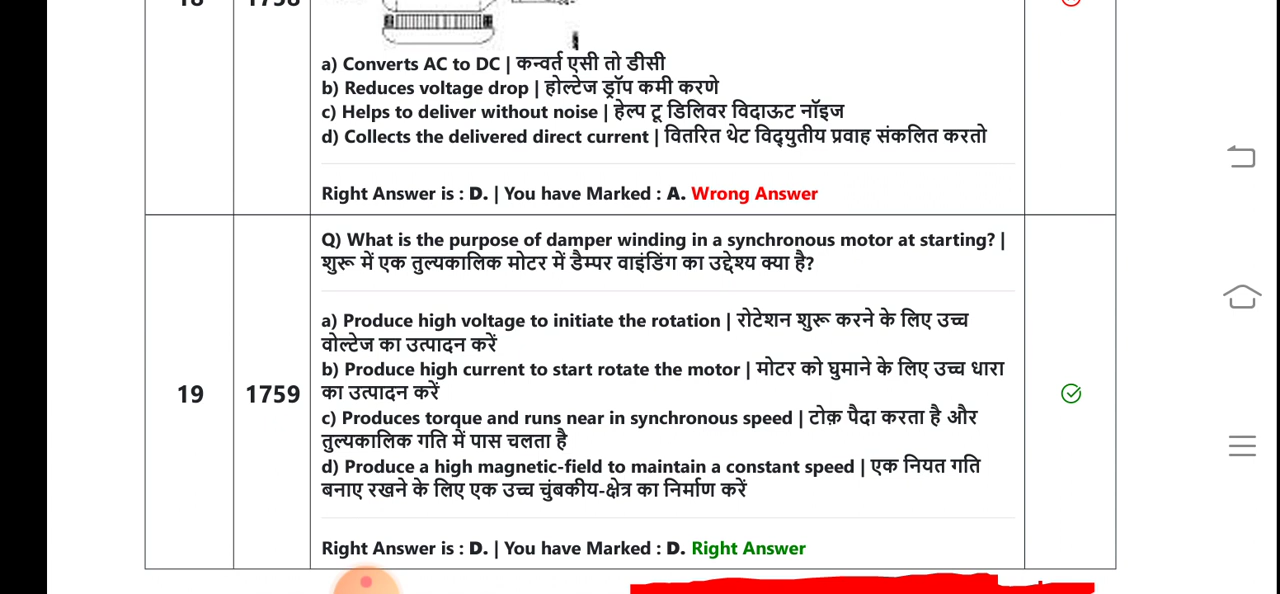 18 1758
a) Converts AC to DC | कन्वर्त एसी तो डीसी
b) Reduces voltage drop | होल्टेज ड्रॉप कमी करणे
c) Helps to deliver without noise | हेल्प टू डिलिवर विदाऊट नॉइज
d) Collects the delivered direct current | वितरित थेट विद्युतीय प्रवाह संकलित करतो
Right Answer is : D. | You have Marked : A. Wrong Answer
Q) What is the purpose of damper winding in a synchronous motor at starting? |
शुरू में एक तुल्यकालिक मोटर में डैम्पर वाइंडिंग का उद्देश्य क्या है?
a) Produce high voltage to initiate the rotation | रोटेशन शुरू करने के लिए उच्च
वोल्टेज का उत्पादन करें
b) Produce high current to start rotate the motor | मोटर को घुमाने के लिए उच्च धारा
का उत्पादन करें
19 1759
c) Produces torque and runs near in synchronous speed | टोक़ पैदा करता है और
तुल्यकालिक गति में पास चलता है
d) Produce a high magnetic-field to maintain a constant speed | एक नियत गति
बनाए रखने के लिए एक उच्च चुंबकीय-क्षेत्र का निर्माण करें
Right Answer is : D. | You have Marked : D. Right Answer